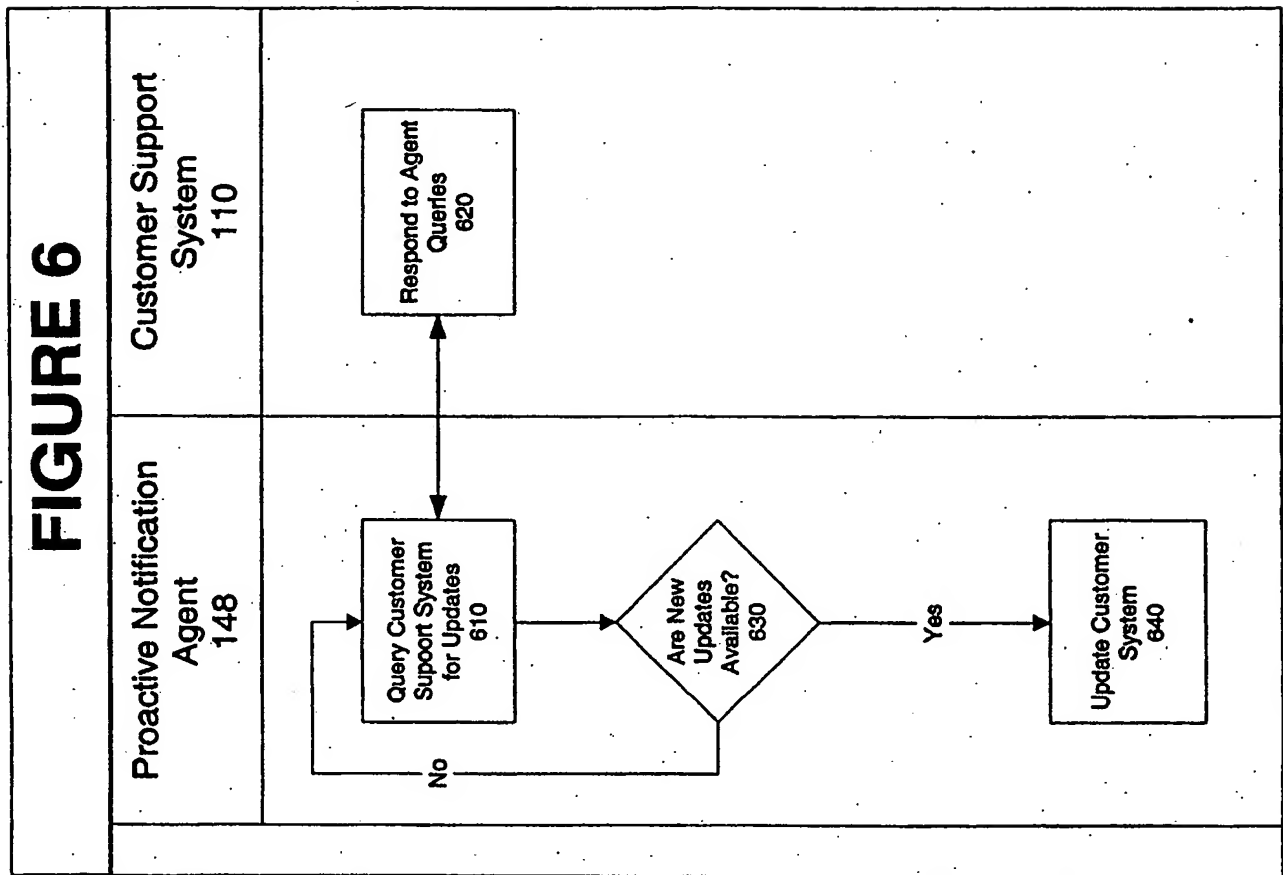 FIGURE 6
Proactive Notification
Agent
148
Customer Support
System
110
Query Customer
Supoort System
for Updates
610
Respond to Agent
Queries
620
Are New
Updates
Available?
630
No
Yes
Update Customer
System
640